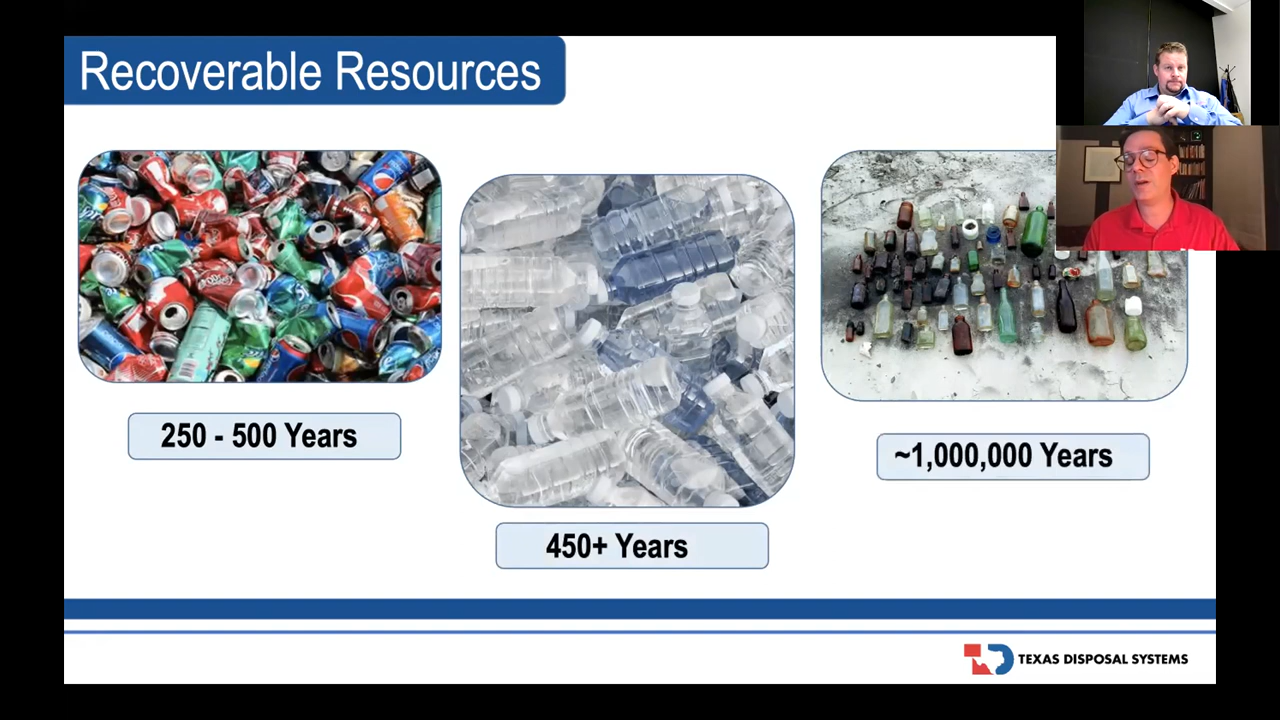 Recoverable Resources
250 - 500 Years
450+ Years
~1,000,000 Years
TEXAS DISPOSAL SYSTEMS